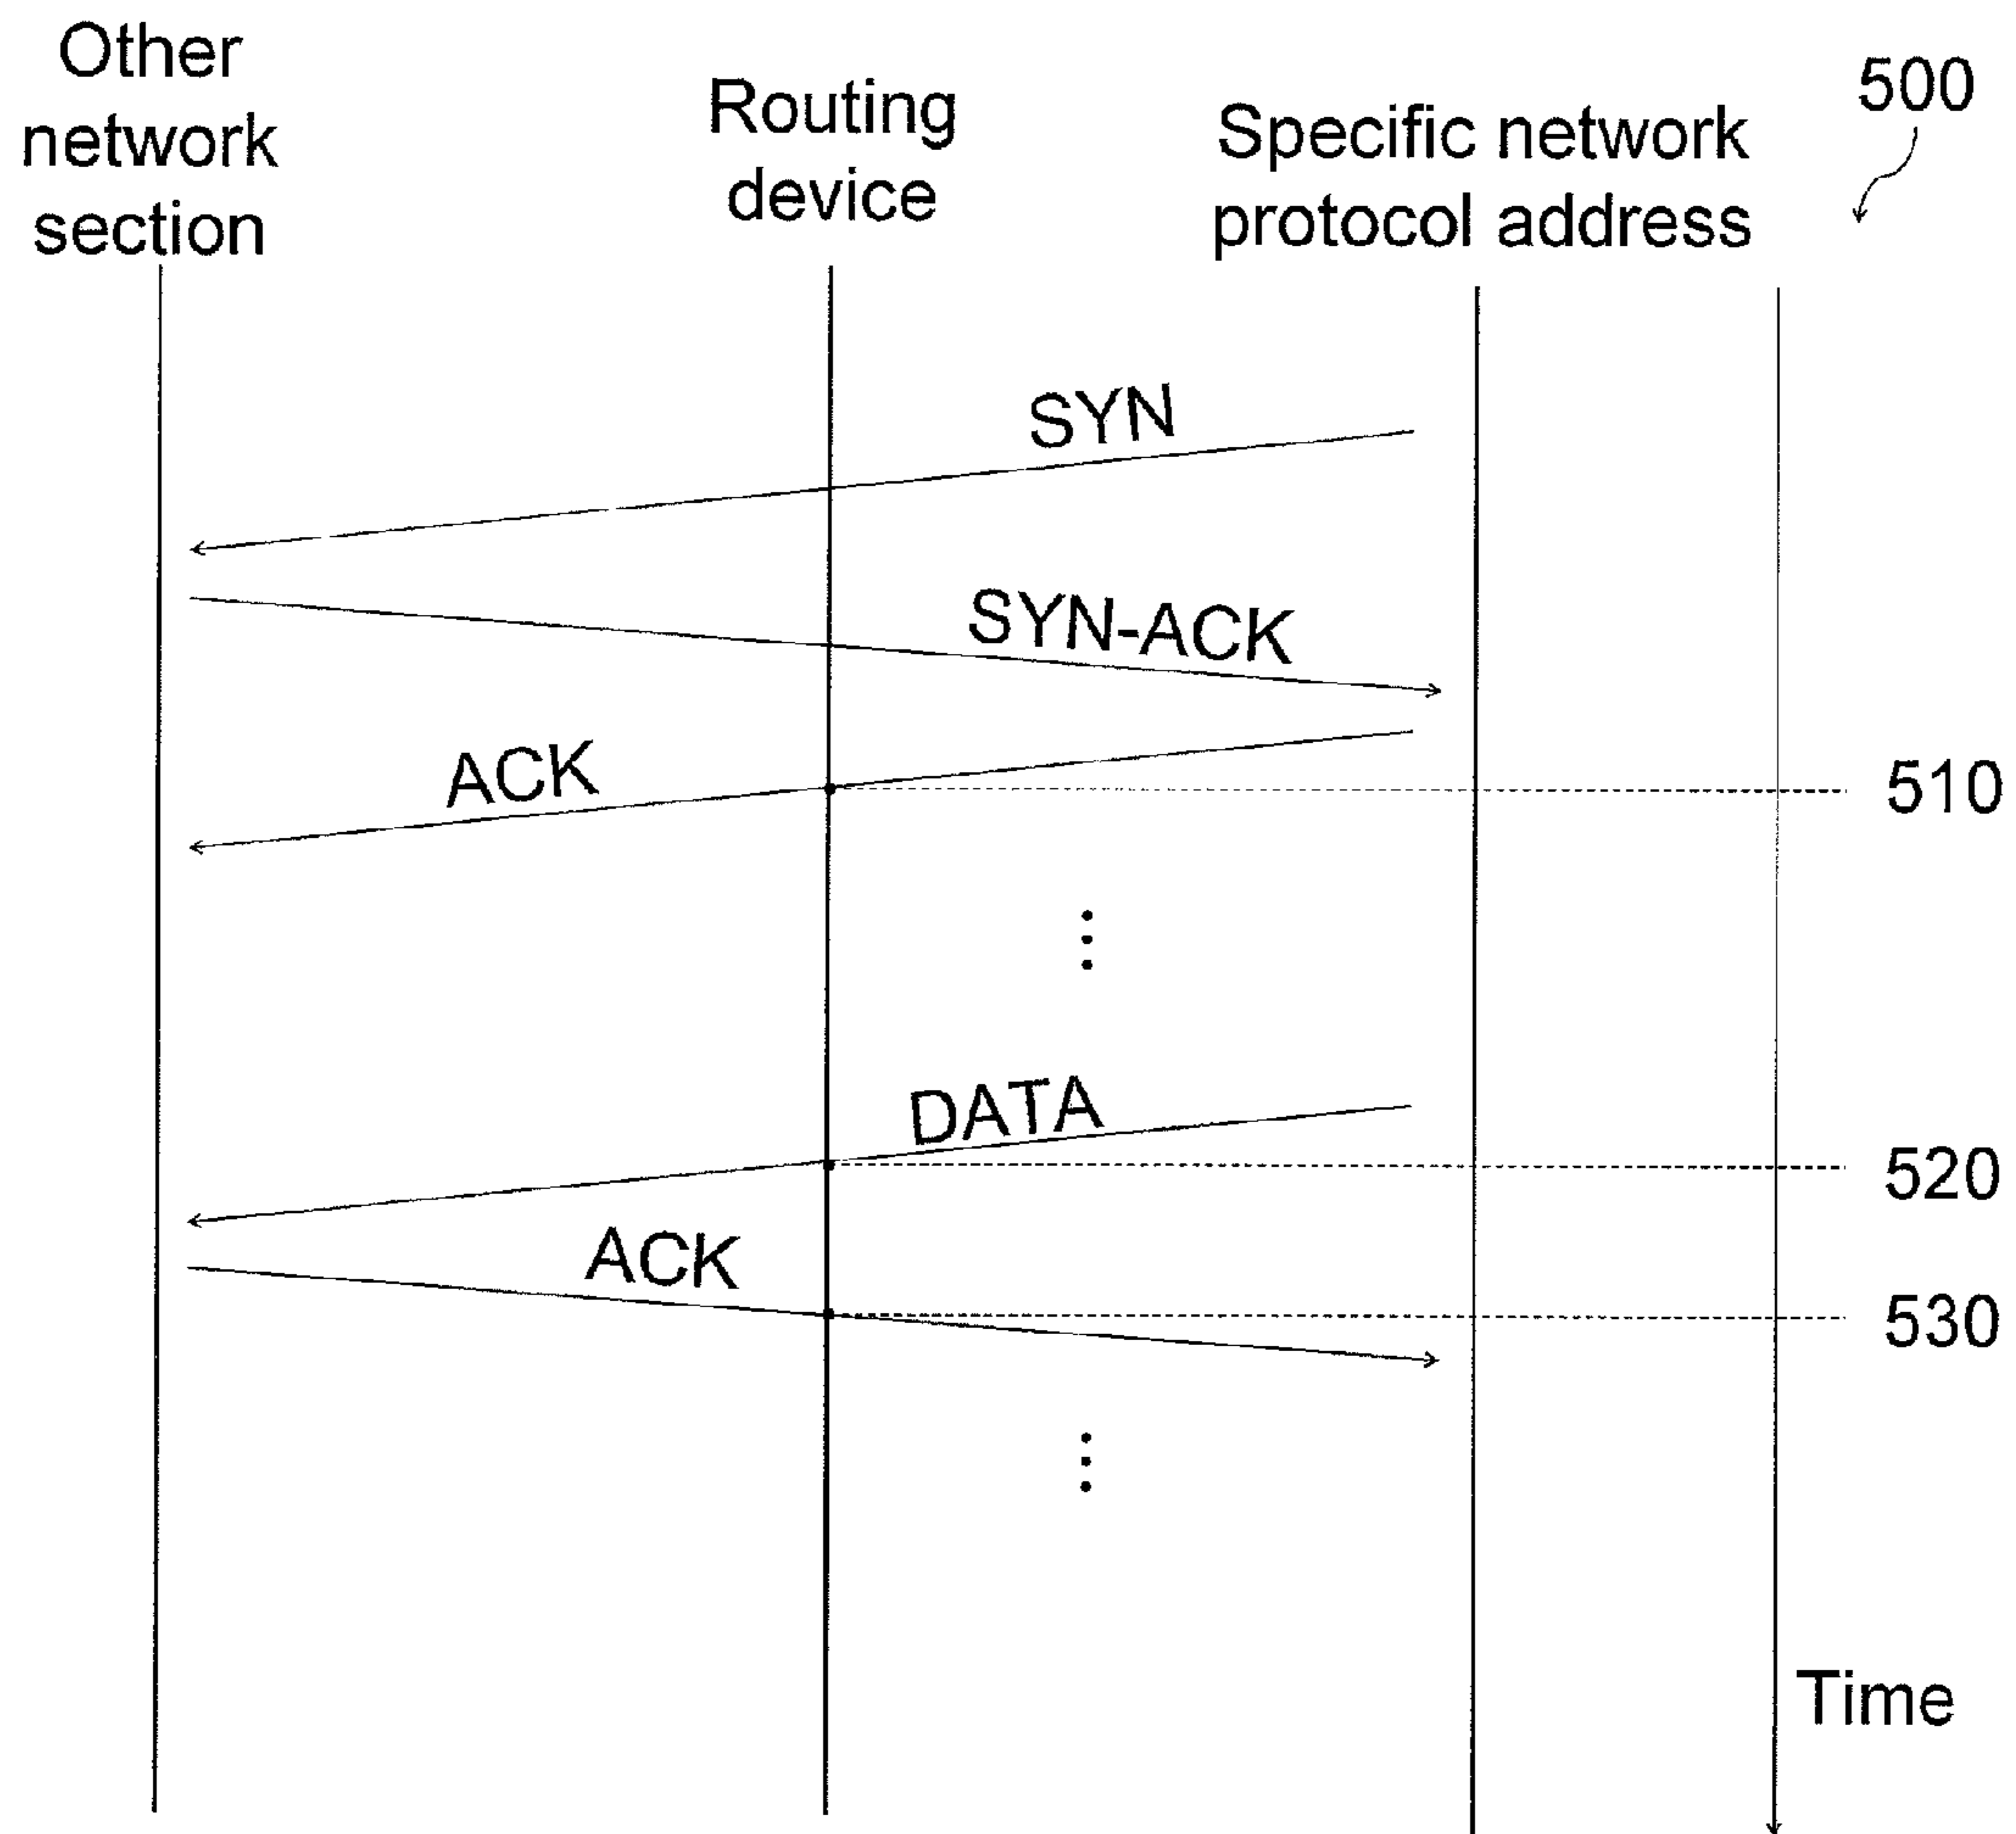 Other
network
section
Routing
device
Specific network
protocol address
500
SYN
SYN-ACK
ACK
510
DATA
520
ACK
530
Time